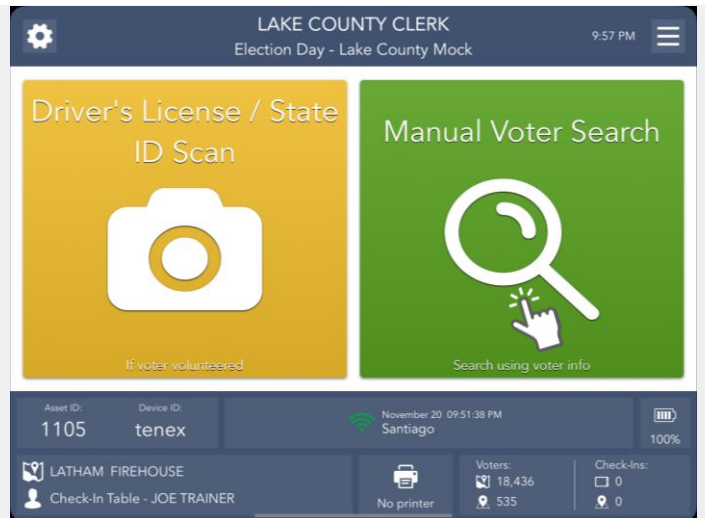 LAKE COUNTY CLERK
Election Day - Lake County Mock
9:57 PM
Driver's License / State
ID Scan
If voter volunteered
Manual Voter Search
Search using voter info
Asset ID:
1105
Device ID:
tenex
November 20 09:51:38 PM
Santiago
100%
LATHAM FIREHOUSE
Check-In Table - JOE TRAINER
No printer
Voters:
18,436
535
Check-Ins:
0
0